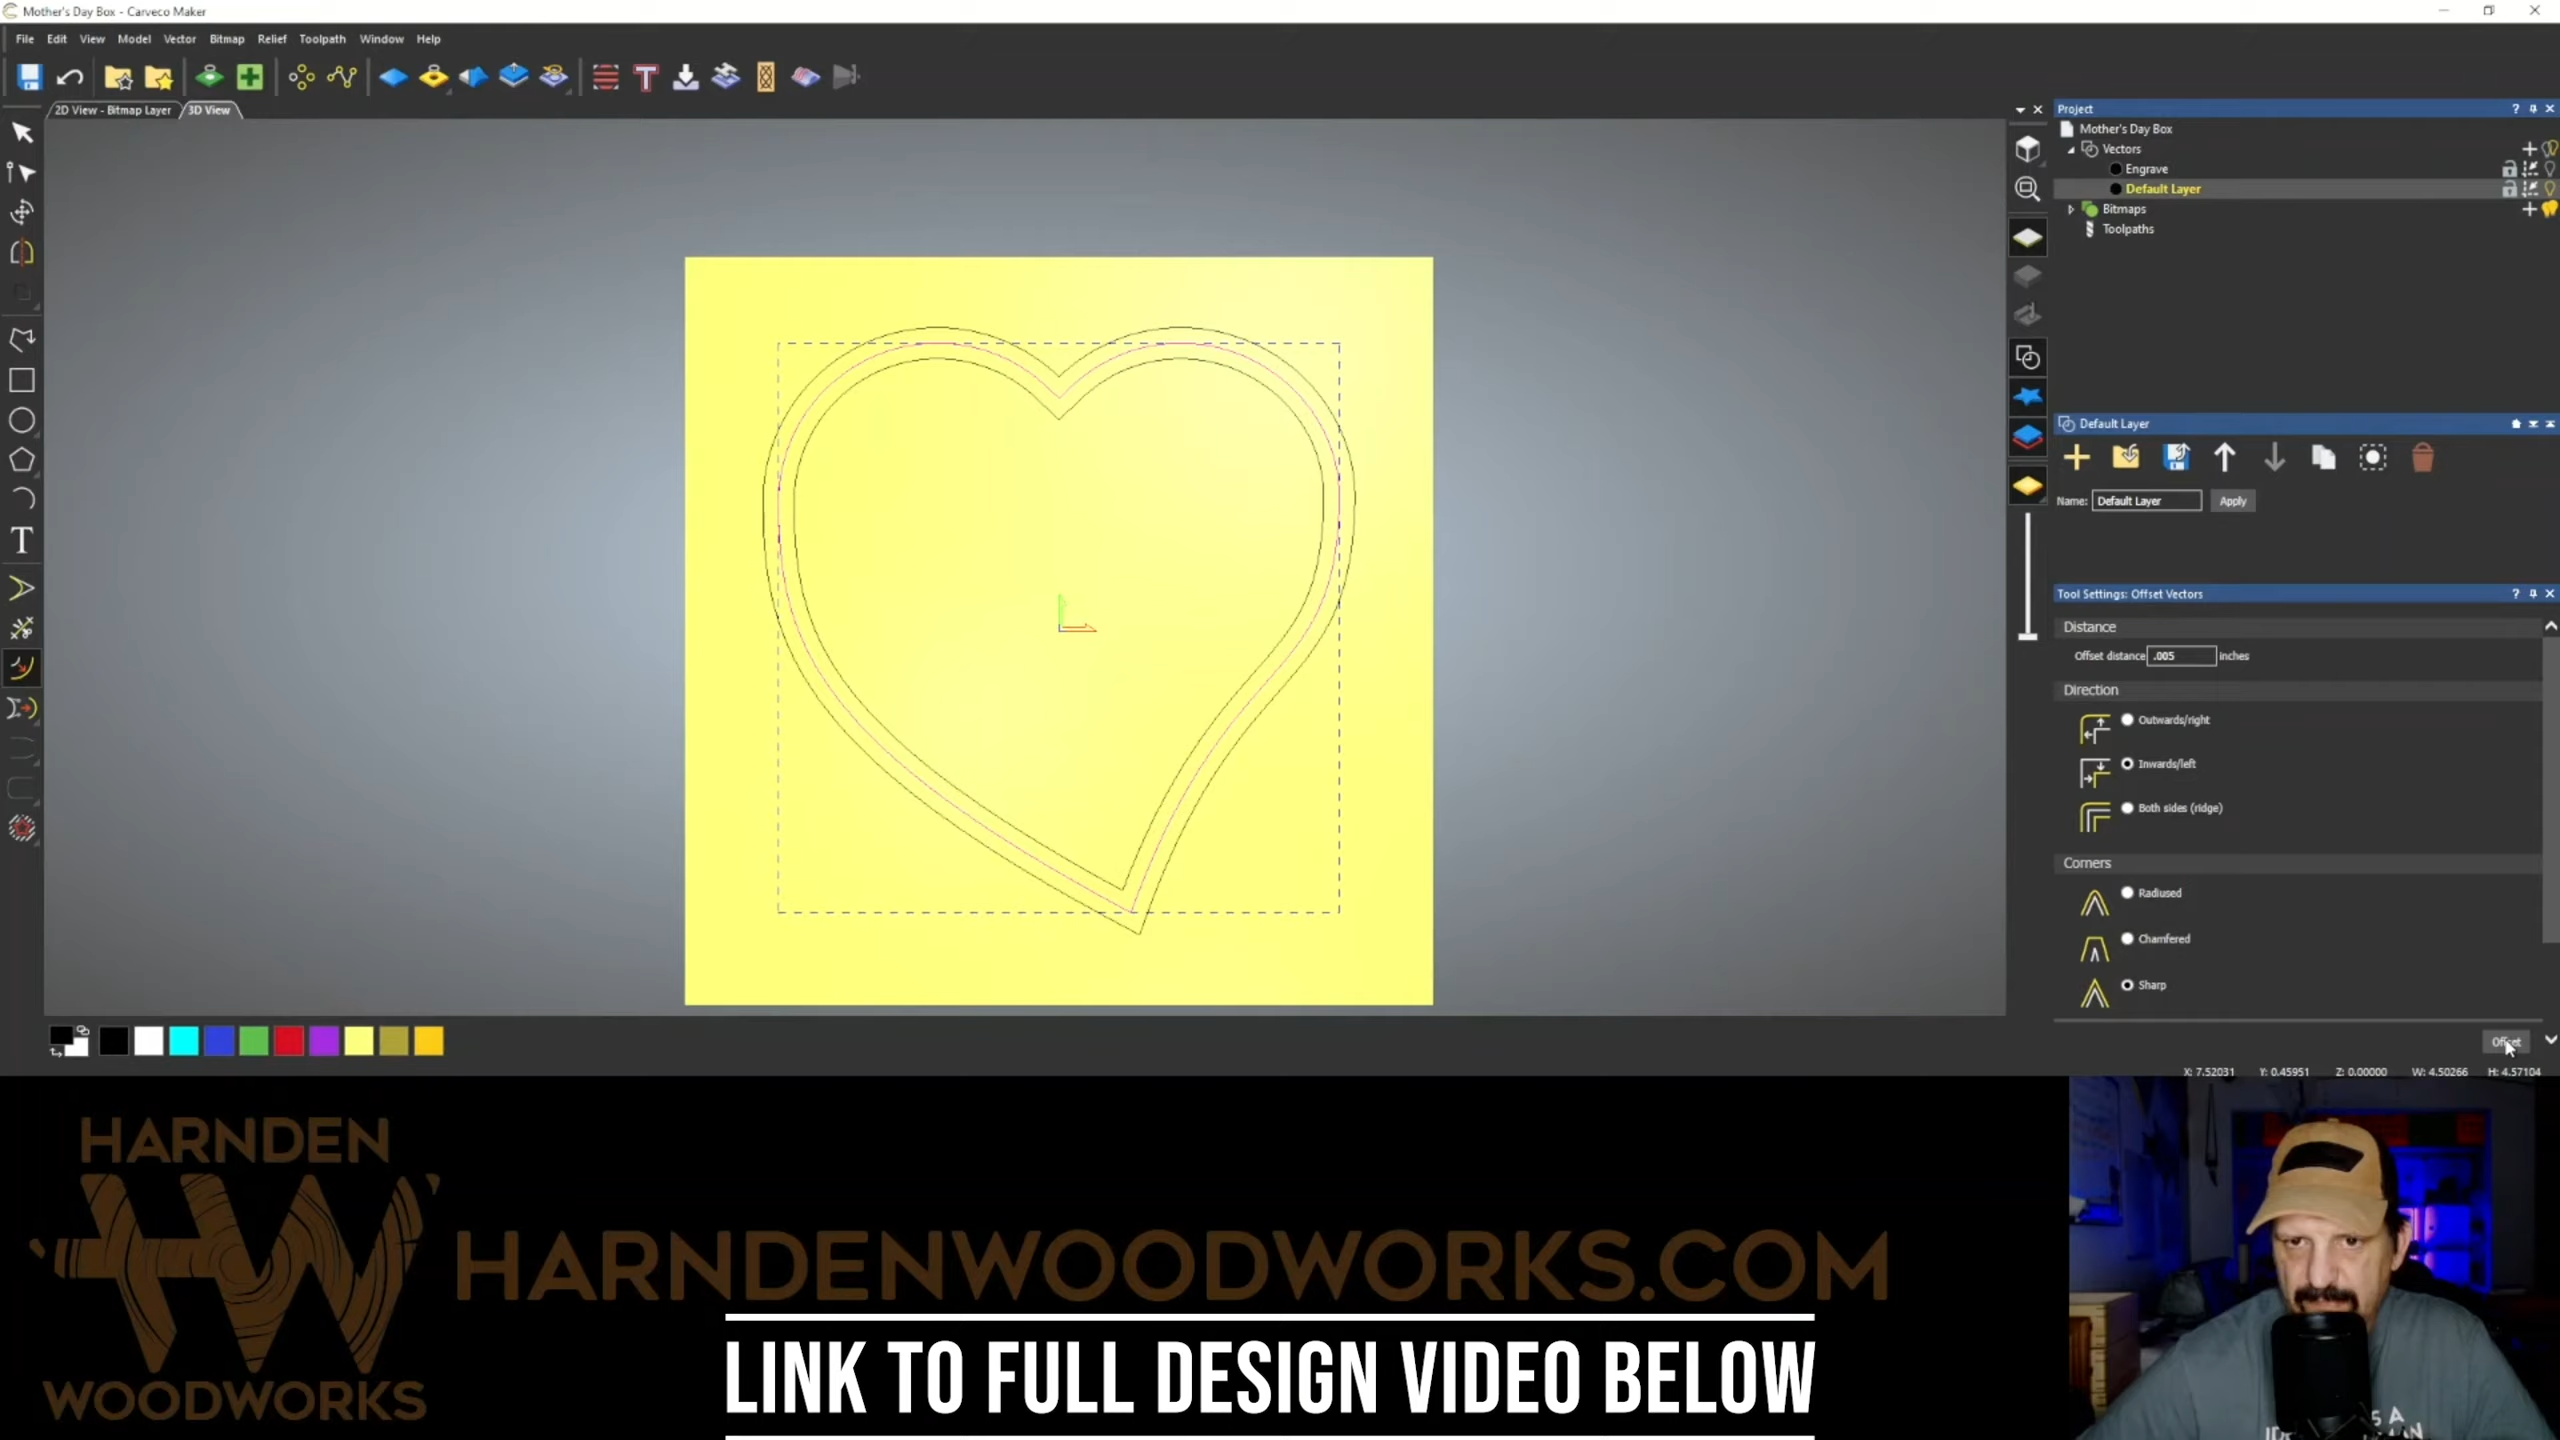 Mother's Day Box - Carveco Maker
File Edit View Model Vector Bitmap Relief Toolpath Window Help
2D View - Bitmap Layer 3D View
Project
Mother's Day Box
Vectors
Engrave
Default Layer
Bitmaps
Toolpaths
Default Layer
Name: Default Layer Apply
Tool Settings: Offset Vectors
Distance
Offset distance .005 inches
Direction
Outwards/right
Inwards/left
Both sides (ridge)
Corners
Radiused
Chamfered
Sharp
Offset
X: 7.52031 Y: 0.45951 Z: 0.00000 W: 4.50266 H: 4.57104
HARNDEN
HW
WOODWORKS
HARNDENWOODWORKS.COM
LINK TO FULL DESIGN VIDEO BELOW